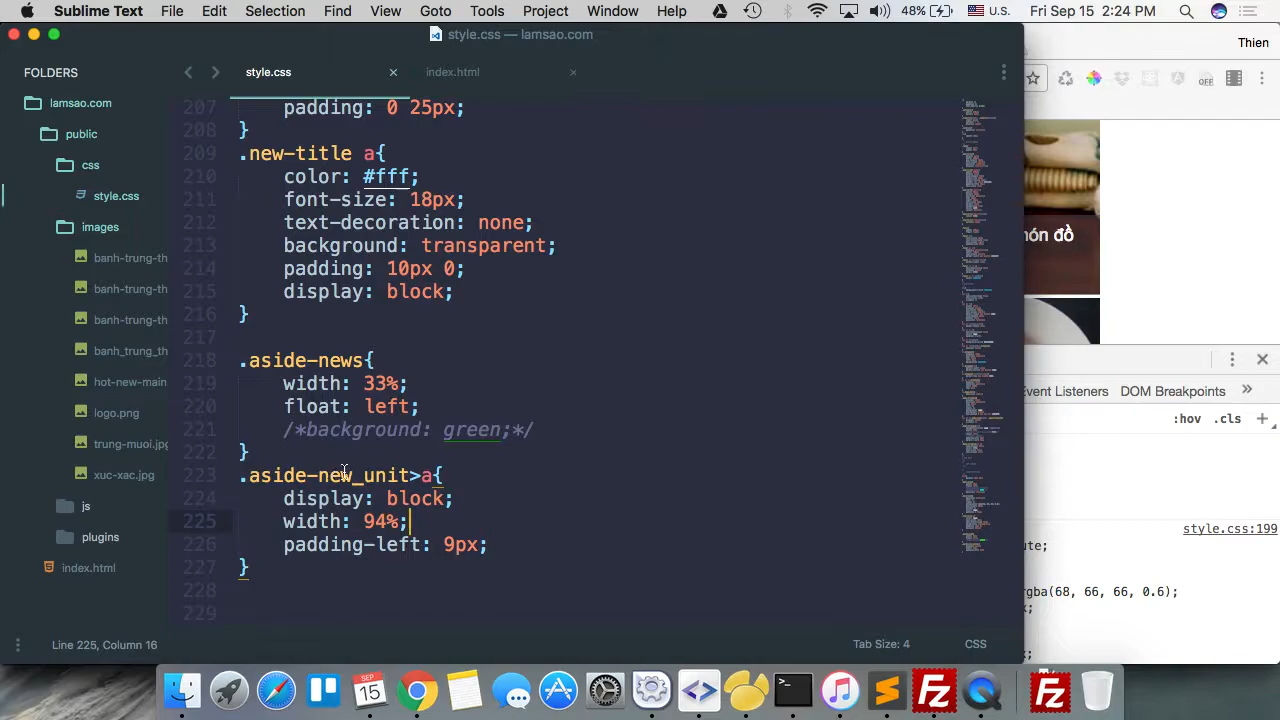 Sublime Text File Edit Selection Find View Goto Tools Project Window Help 48% U.S. Fri Sep 15 2:24 PM
style.css — lamsao.com
Thien
FOLDERS
style.css
index.html
OFF
lamsao.com
public
css
style.css
images
banh-trung-th
banh-trung-th
banh-trung-th
banh_trung_th
hot-new-main
logo.png
trung-muoi.jpg
xuc-xac.jpg
js
plugins
index.html
207 padding: 0 25px;
208 }
209 .new-title a{
210 color: #fff;
211 font-size: 18px;
212 text-decoration: none;
213 background: transparent;
214 padding: 10px 0;
215 display: block;
216 }
217
218 .aside-news{
219 width: 33%;
220 float: left;
221 /*background: green;*/
222 }
223 .aside-new_unit>a{
224 display: block;
225 width: 94%;
226 padding-left: 9px;
227 }
228
229
món đồ
Event Listeners DOM Breakpoints »
:hov .cls +
style.css:199
ute;
rgba(68, 66, 66, 0.6);
x;
x;
Line 225, Column 16
Tab Size: 4
CSS
SEP
15